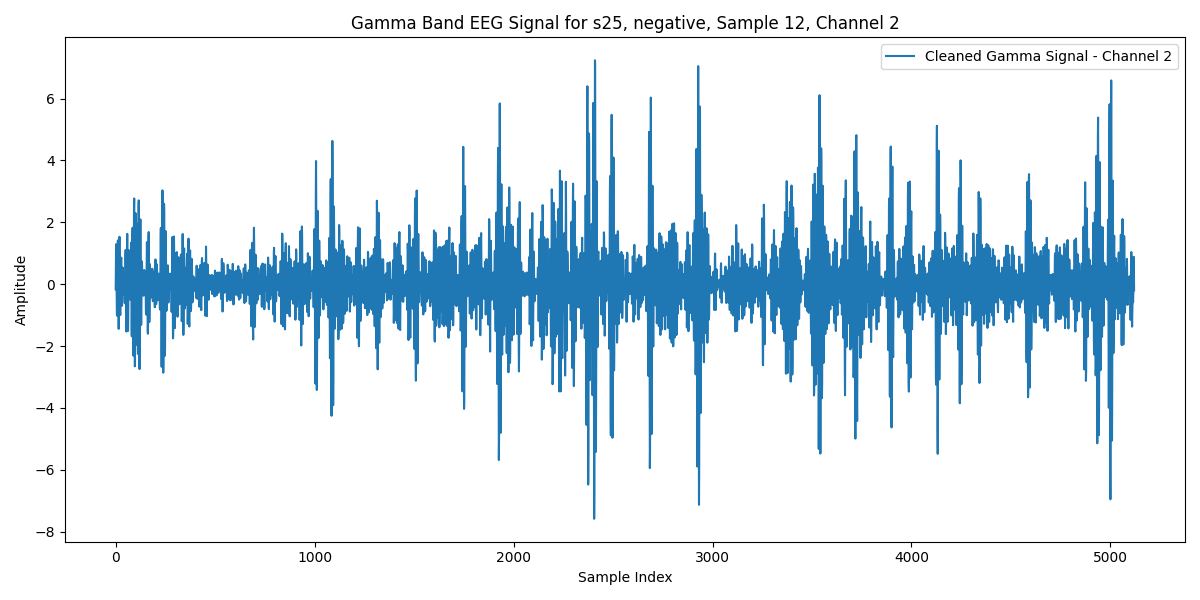 Gamma Band EEG Signal for s25, negative, Sample 12, Channel 2
Cleaned Gamma Signal - Channel 2
Amplitude
6
4
2
0
−2
−4
−6
−8
0 1000 2000 3000 4000 5000
Sample Index